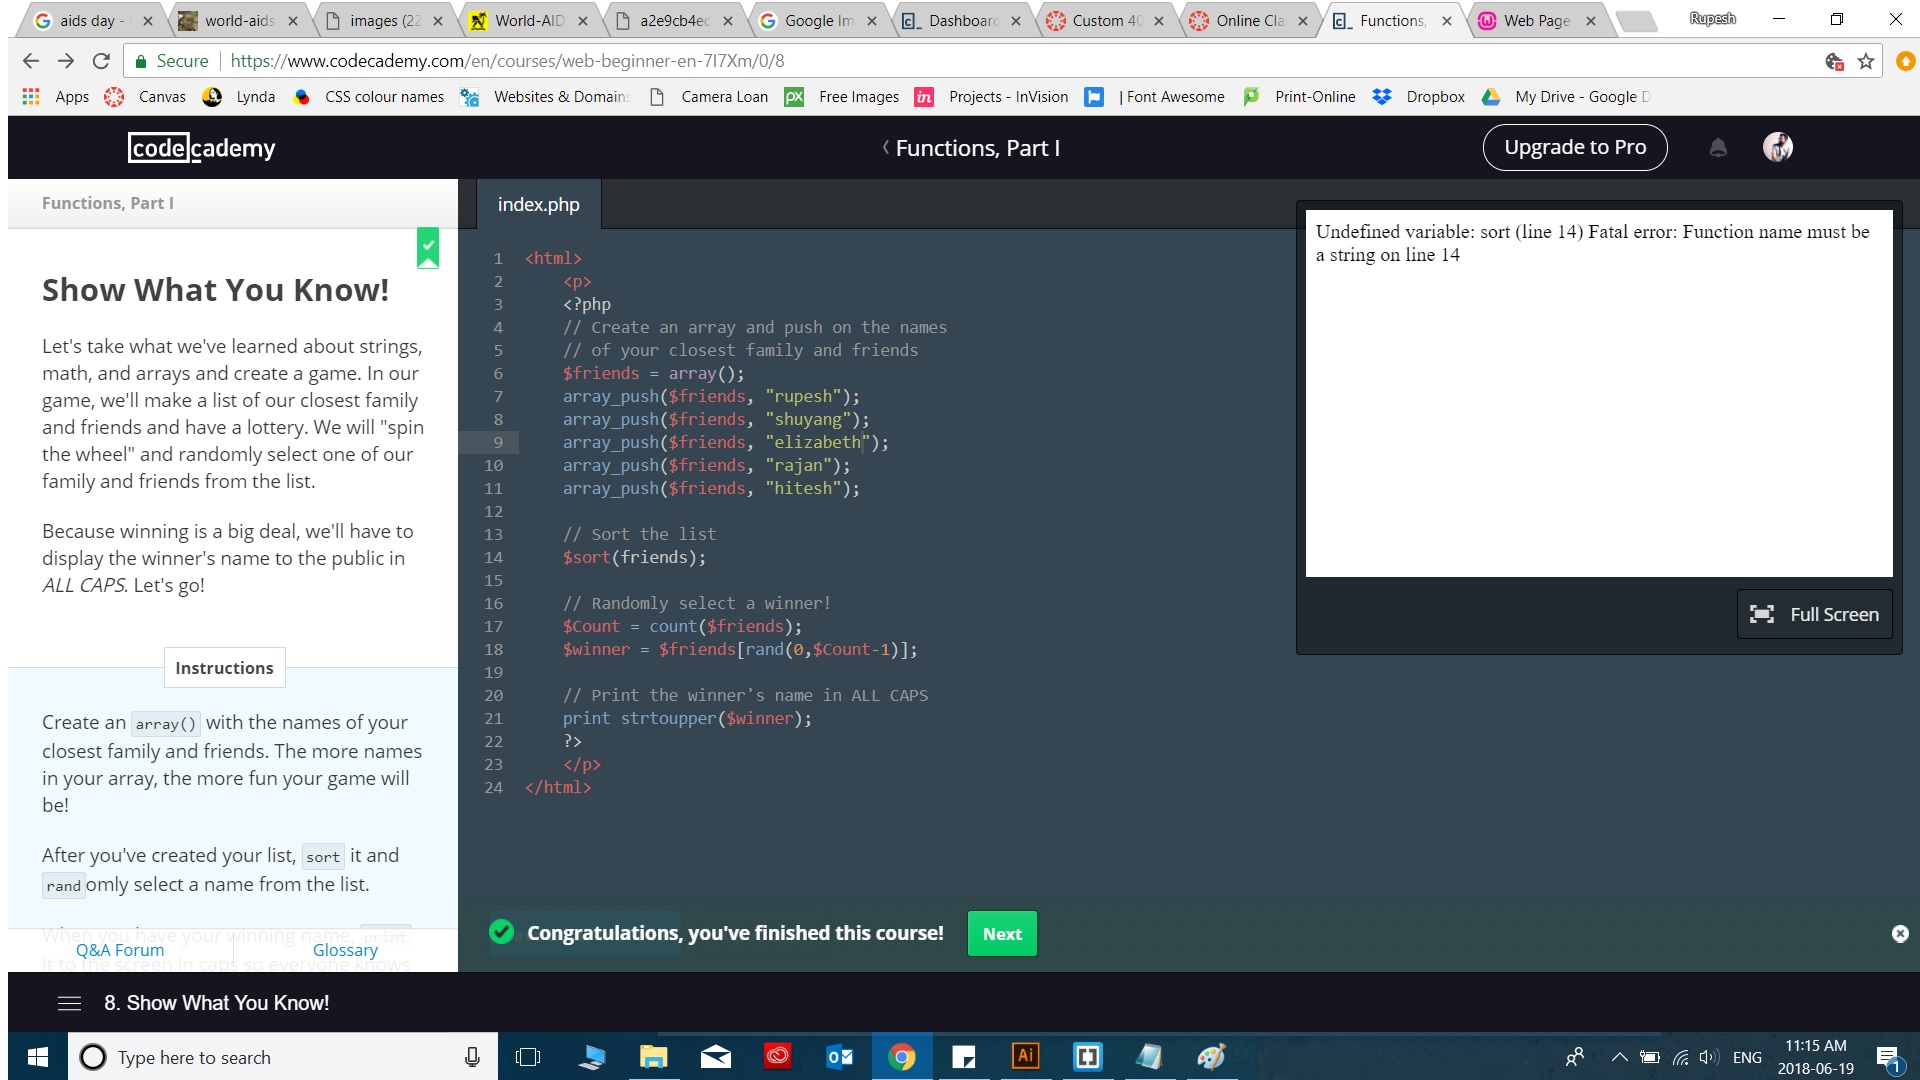 aids day -
world-aids
images (22
World-AID
a2e9cb4ec
Google Im
Dashboard
Custom 40
Online Cla
Functions,
Web Page
Rupesh
Secure
https://www.codecademy.com/en/courses/web-beginner-en-7I7Xm/0/8
Apps
Canvas
Lynda
CSS colour names
Websites & Domains
Camera Loan
Free Images
Projects - InVision
| Font Awesome
Print-Online
Dropbox
My Drive - Google D
codecademy
Functions, Part I
Upgrade to Pro
Functions, Part I
Show What You Know!
Let's take what we've learned about strings,
math, and arrays and create a game. In our
game, we'll make a list of our closest family
and friends and have a lottery. We will "spin
the wheel" and randomly select one of our
family and friends from the list.
Because winning is a big deal, we'll have to
display the winner's name to the public in
ALL CAPS. Let's go!
Instructions
Create an array() with the names of your
closest family and friends. The more names
in your array, the more fun your game will
be!
After you've created your list, sort it and
randomly select a name from the list.
When you have your winning name, print
it to the screen in caps so everyone knows
Q&A Forum
Glossary
index.php
1 <html>
2 <p>
3 <?php
4 // Create an array and push on the names
5 // of your closest family and friends
6 $friends = array();
7 array_push($friends, "rupesh");
8 array_push($friends, "shuyang");
9 array_push($friends, "elizabeth");
10 array_push($friends, "rajan");
11 array_push($friends, "hitesh");
12
13 // Sort the list
14 $sort(friends);
15
16 // Randomly select a winner!
17 $Count = count($friends);
18 $winner = $friends[rand(0,$Count-1)];
19
20 // Print the winner's name in ALL CAPS
21 print strtoupper($winner);
22 ?>
23 </p>
24 </html>
Undefined variable: sort (line 14) Fatal error: Function name must be
a string on line 14
Full Screen
Congratulations, you've finished this course!
Next
8. Show What You Know!
Type here to search
Ai
ENG
11:15 AM
2018-06-19
1